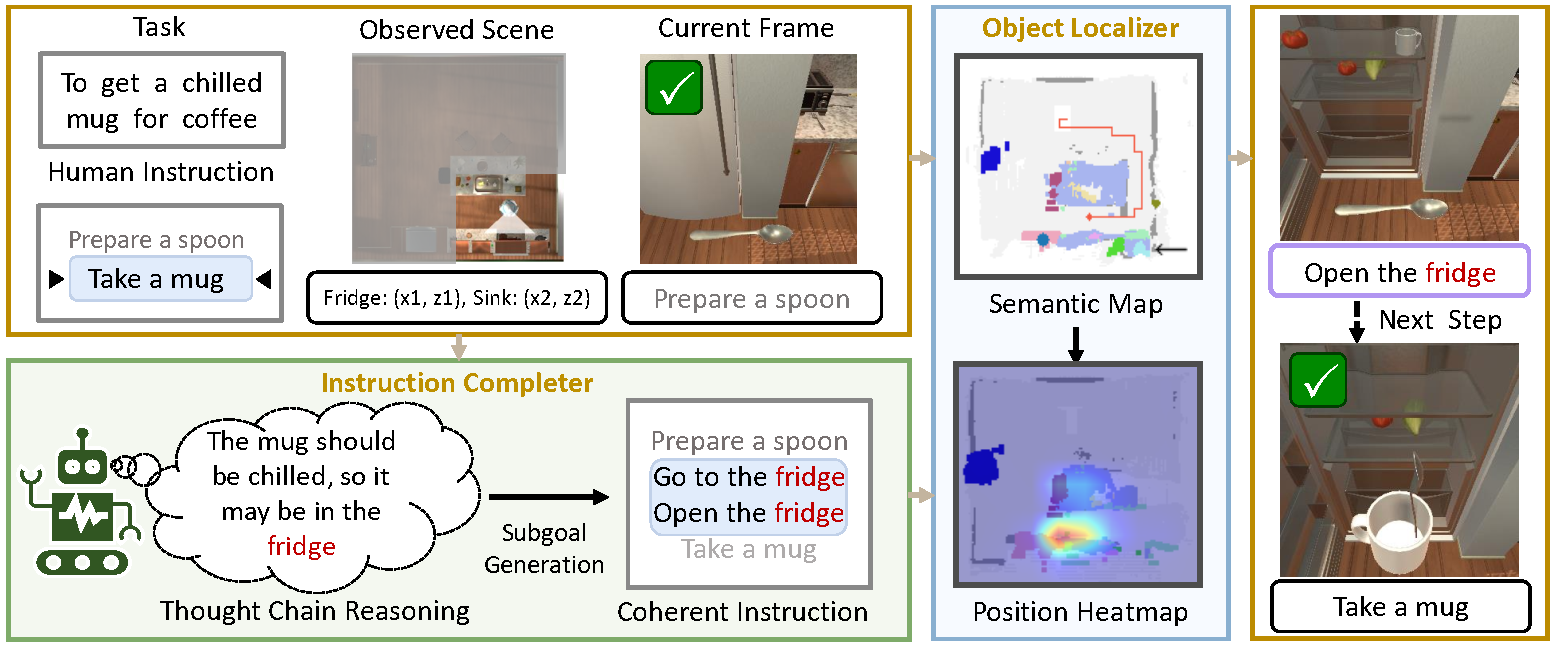 Task
To get a chilled
mug for coffee
Human Instruction
Prepare a spoon
Take a mug
Observed Scene
Fridge: (x1, z1), Sink: (x2, z2)
Current Frame
Prepare a spoon
Instruction Completer
The mug should
be chilled, so it
may be in the
fridge
Thought Chain Reasoning
Subgoal
Generation
Prepare a spoon
Go to the fridge
Open the fridge
Take a mug
Coherent Instruction
Object Localizer
Semantic Map
Position Heatmap
Open the fridge
Next Step
Take a mug